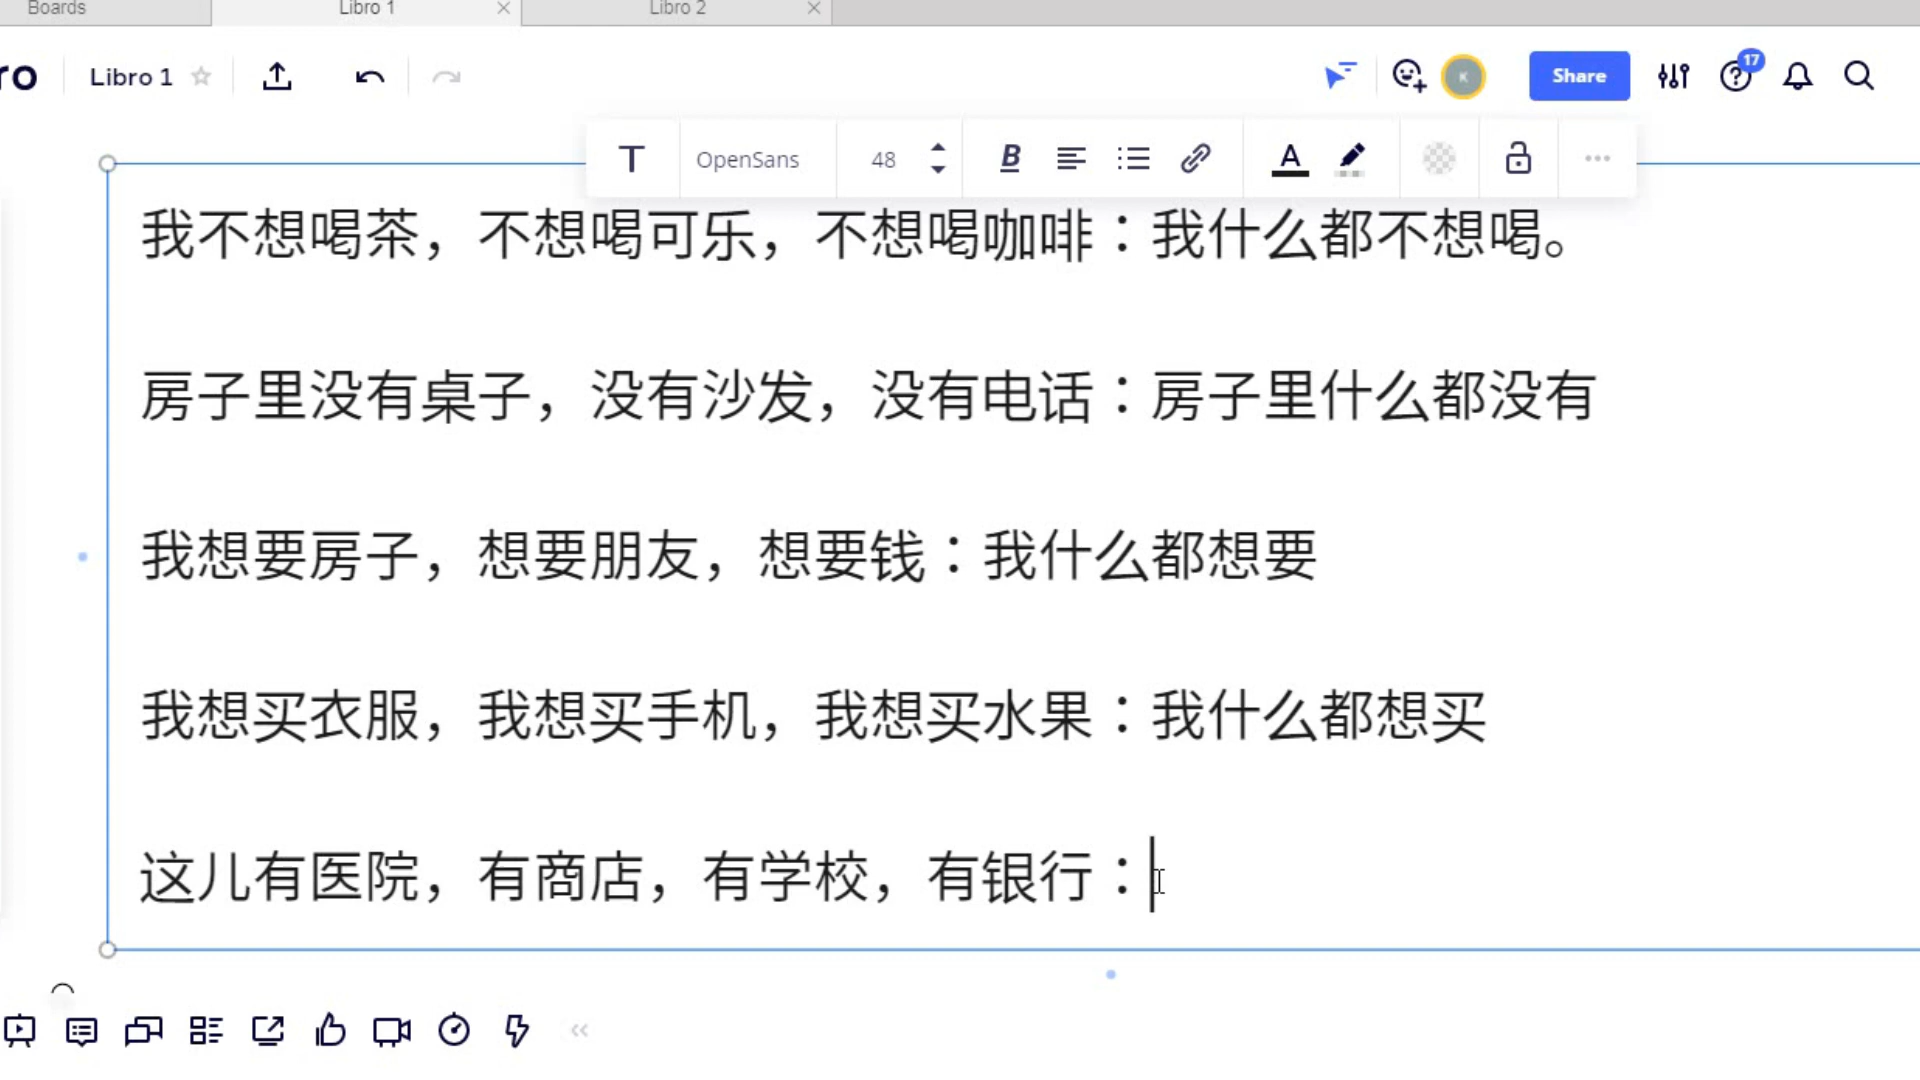 Boards Libro 1 Libro 2
ro Libro 1 Share 17
K
T OpenSans 48 B A
我不想喝茶，不想喝可乐，不想喝咖啡：我什么都不想喝。
房子里没有桌子，没有沙发，没有电话：房子里什么都没有
我想要房子，想要朋友，想要钱：我什么都想要
我想买衣服，我想买手机，我想买水果：我什么都想买
这儿有医院，有商店，有学校，有银行：